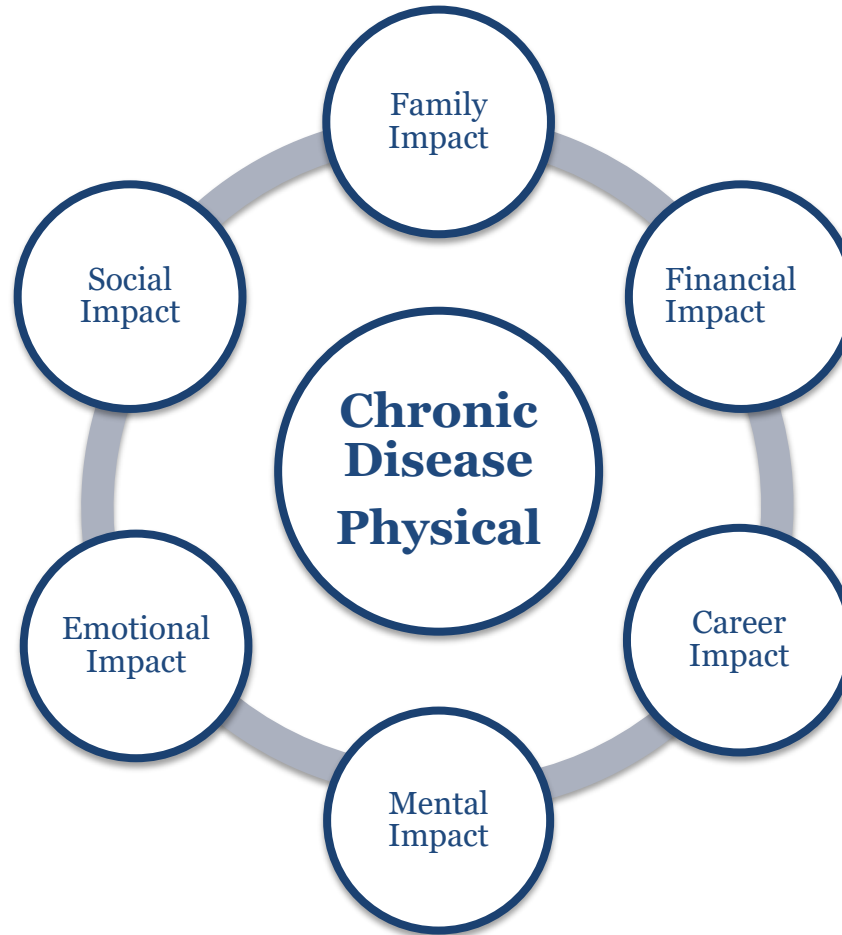 Family
Impact
Social
Impact
Financial
Impact
Chronic
Disease
Physical
Emotional
Impact
Career
Impact
Mental
Impact